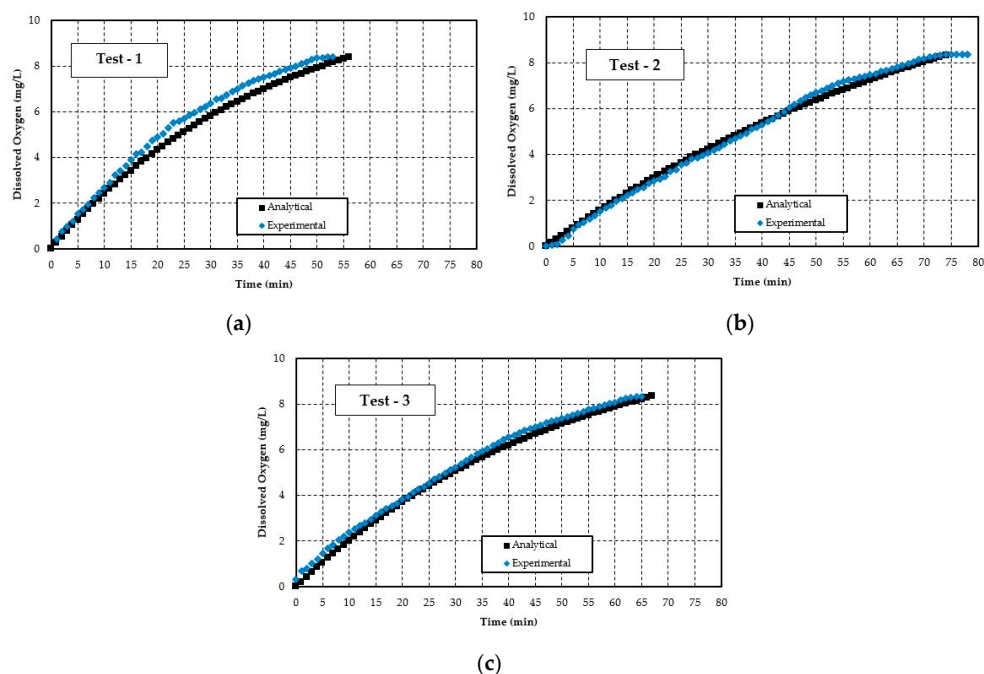 Test - 1
Dissolved Oxygen (mg/L)
10
8
6
4
2
0
Analytical
Experimental
0 5 10 15 20 25 30 35 40 45 50 55 60 65 70 75 80
Time (min)
(a)
Test - 2
Dissolved Oxygen (mg/L)
10
8
6
4
2
0
Analytical
Experimental
0 5 10 15 20 25 30 35 40 45 50 55 60 65 70 75 80
Time (min)
(b)
Test - 3
Dissolved Oxygen (mg/L)
10
8
6
4
2
0
Analytical
Experimental
0 5 10 15 20 25 30 35 40 45 50 55 60 65 70 75 80
Time (min)
(c)